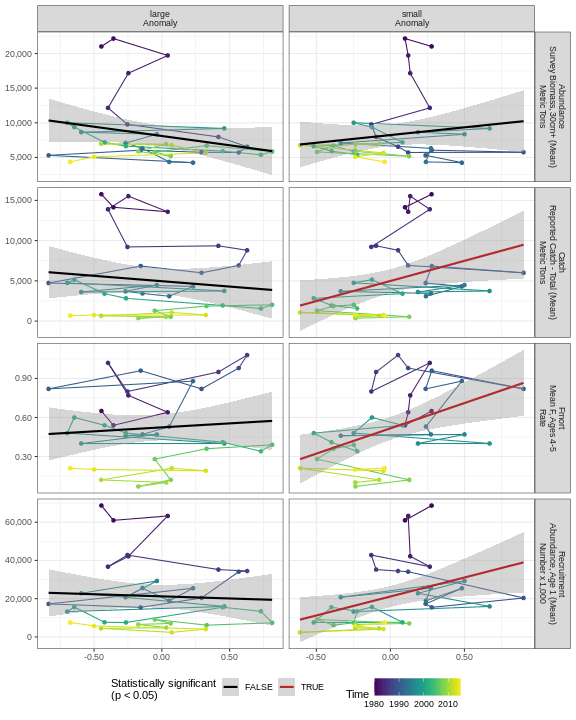 large
Anomaly
small
Anomaly
20,000
15,000
10,000
5,000
Abundance
Survey Biomass, 30cm+ (Mean)
Metric Tons
15,000
10,000
5,000
0
Catch
Reported Catch - Total (Mean)
Metric Tons
0.90
0.60
0.30
Fmort
Mean F, Ages 4-5
Rate
60,000
40,000
20,000
0
Recruitment
Abundance, Age 1 (Mean)
Number x 1,000
-0.50
0.00
0.50
-0.50
0.00
0.50
Statistically significant
(p < 0.05)
FALSE
TRUE
Time
1980 1990 2000 2010